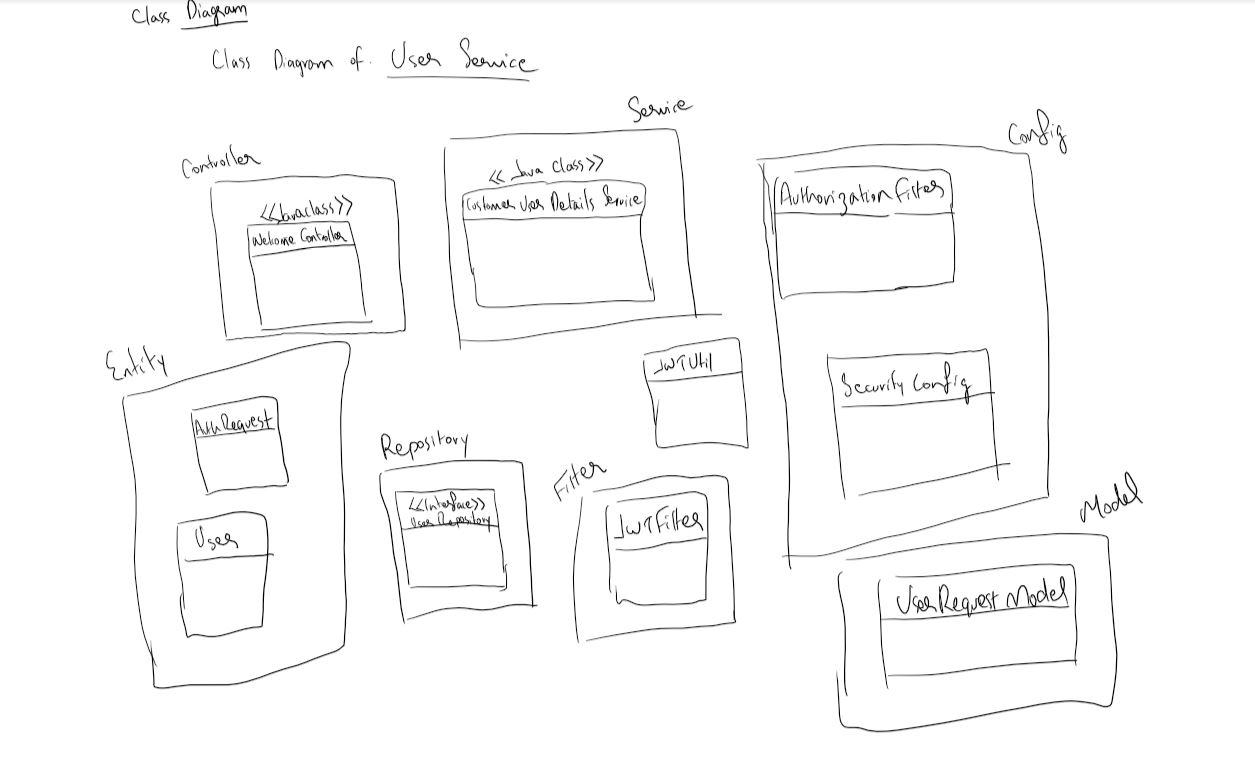 Class Diagram
Class Diagram of. User Service
Service
Config
Controller
<< Java Class>>
<<Javaclass>>
Customer User Details Service
Authorization Filter
Welcome Controller
Entity
JWTUtil
Security Config
AuthRequest
Repository
Filter
<<Interface>>
User Repository
JWTFilter
Model
User
UserRequest Model